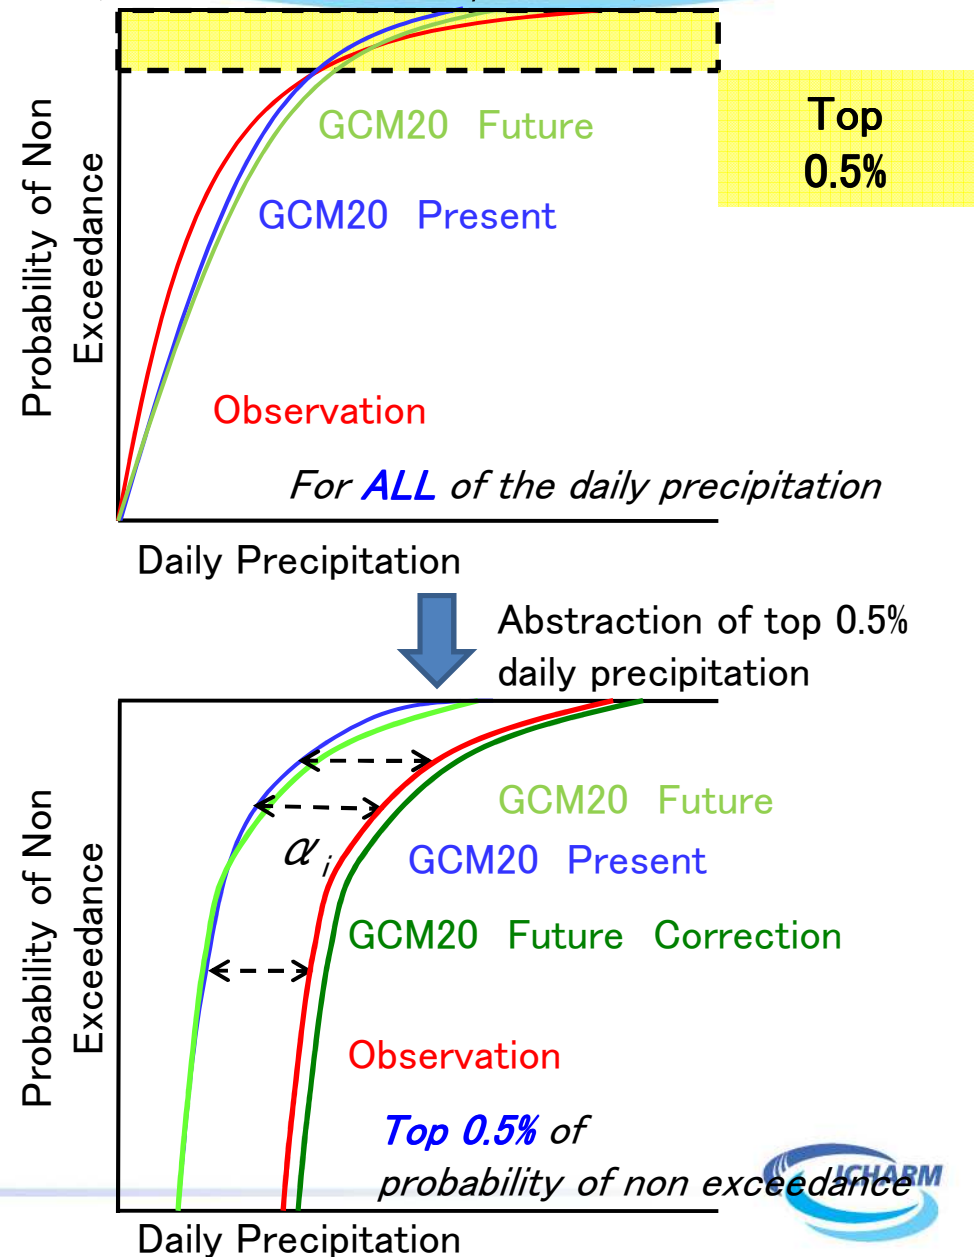 Top
0.5%
Probability of Non
Exceedance
GCM20 Future
GCM20 Present
Observation
For ALL of the daily precipitation
Daily Precipitation
Abstraction of top 0.5%
daily precipitation
Probability of Non
Exceedance
α i
GCM20 Future
GCM20 Present
GCM20 Future Correction
Observation
Top 0.5% of
probability of non exceedance
ICHARM
Daily Precipitation